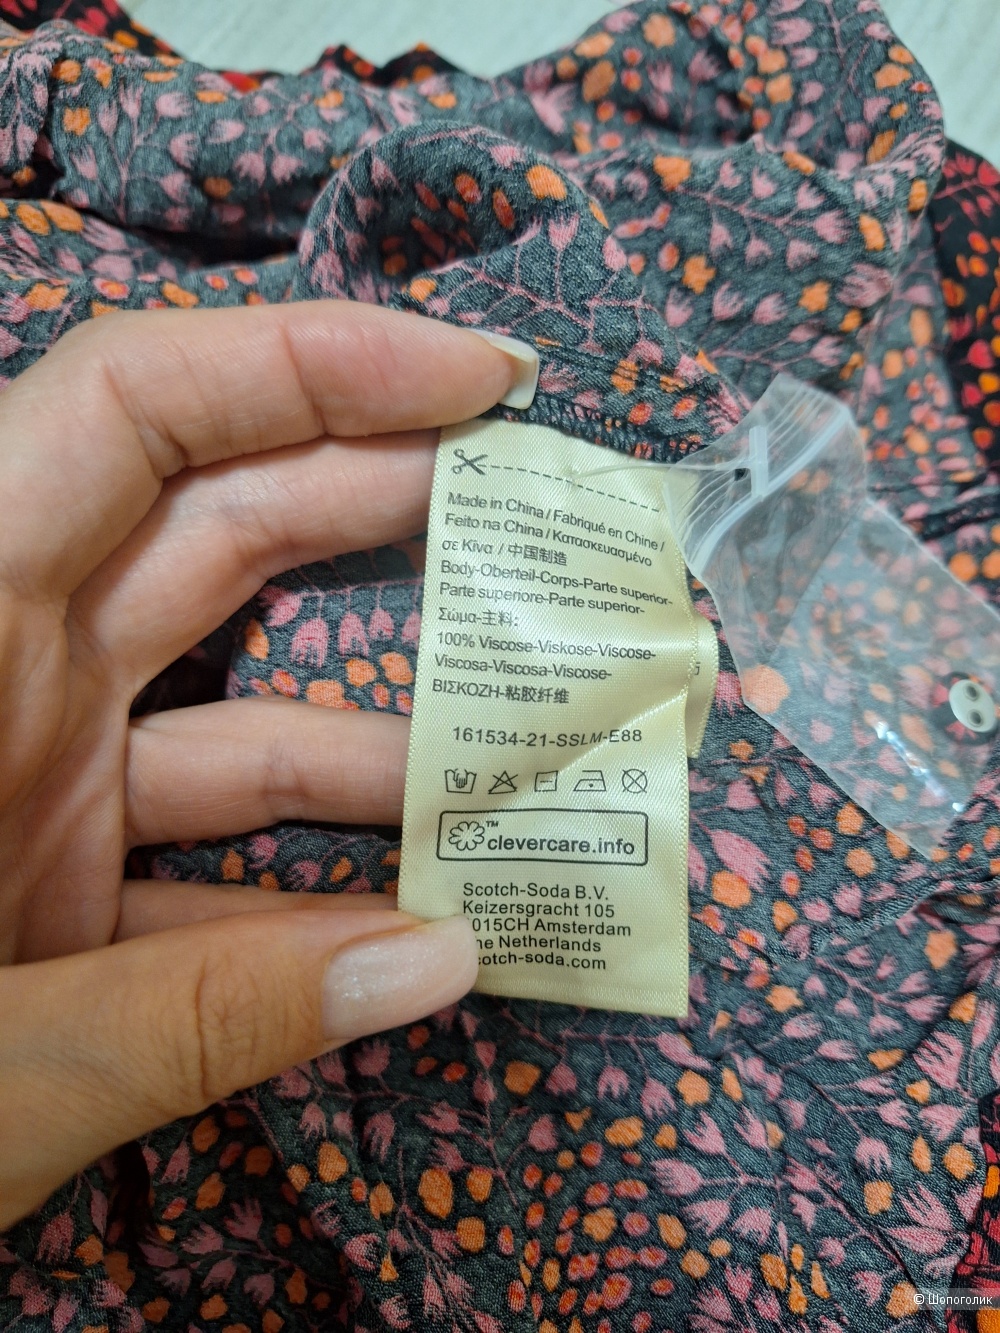 Made in China / Fabriqué en Chine /
Feito na China / Κατασκευασμένο
σε Κίνα / 中国制造
Body-Oberteil-Corps-Parte superior-
Parte superiore-Parte superior-
Σώμα-主料:
100% Viscose-Viskose-Viscose-
Viscosa-Viscosa-Viscose-
ΒΙΣΚΟΖΗ-粘胶纤维
161534-21-SSLM-E88
™
clevercare.info
Scotch-Soda B.V.
Keizersgracht 105
015CH Amsterdam
he Netherlands
cotch-soda.com
© Шопоголик